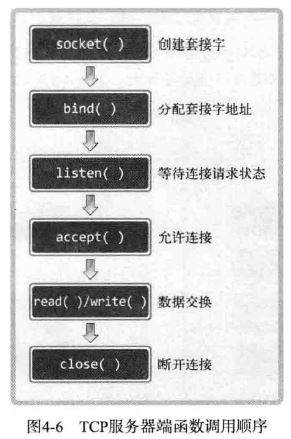 socket( ) 创建套接字
bind( ) 分配套接字地址
listen( ) 等待连接请求状态
accept( ) 允许连接
read( )/write( ) 数据交换
close( ) 断开连接
图4-6 TCP服务器端函数调用顺序